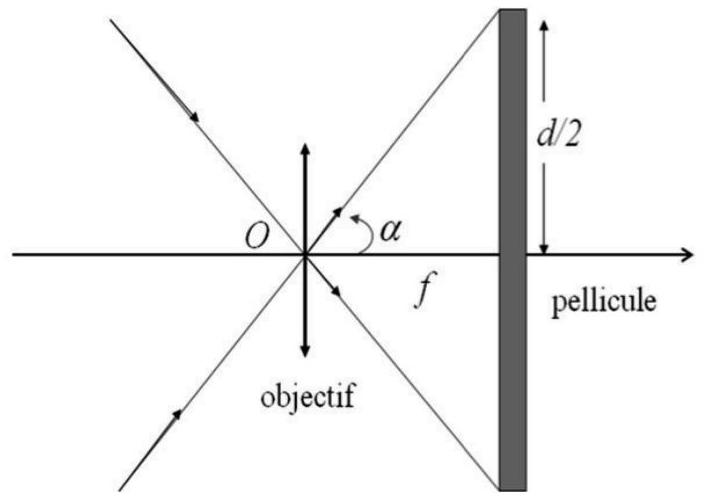 d/2
O
α
f
pellicule
objectif